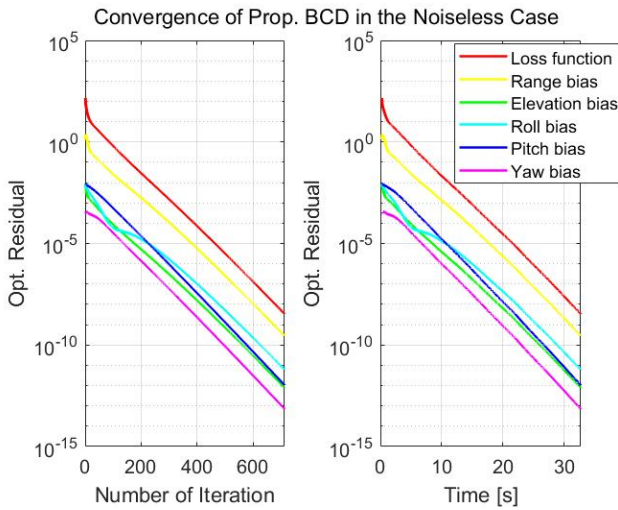 Convergence of Prop. BCD in the Noiseless Case
Opt. Residual
10^5
10^0
10^-5
10^-10
10^-15
0 200 400 600
Number of Iteration
Opt. Residual
10^5
10^0
10^-5
10^-10
10^-15
0 10 20 30
Time [s]
Loss function
Range bias
Elevation bias
Roll bias
Pitch bias
Yaw bias